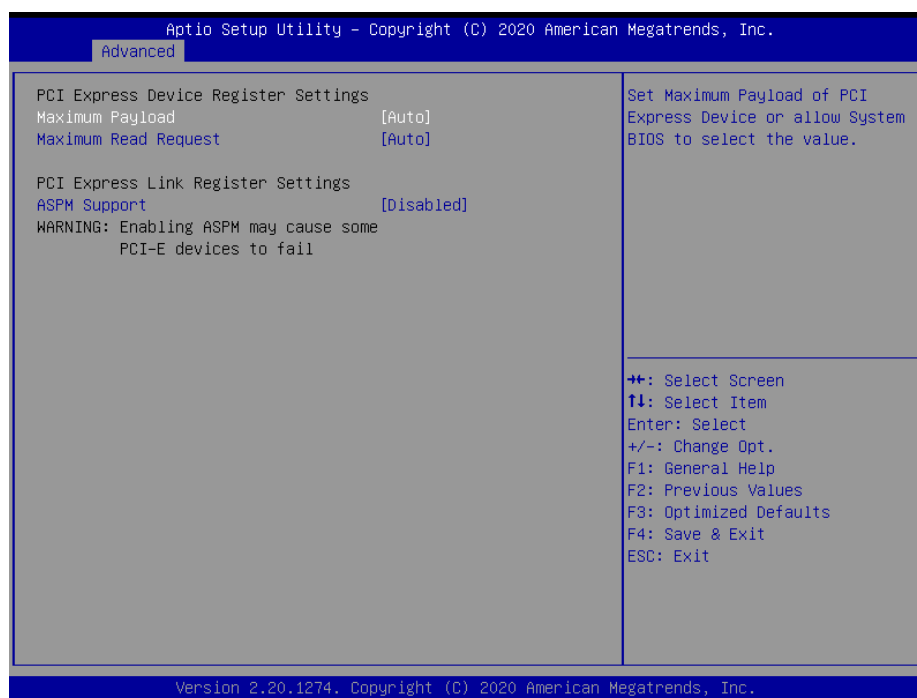 Aptio Setup Utility – Copyright (C) 2020 American Megatrends, Inc.
Advanced
PCI Express Device Register Settings
Maximum Payload [Auto]
Maximum Read Request [Auto]
PCI Express Link Register Settings
ASPM Support [Disabled]
WARNING: Enabling ASPM may cause some
PCI-E devices to fail
Set Maximum Payload of PCI
Express Device or allow System
BIOS to select the value.
→←: Select Screen
↑↓: Select Item
Enter: Select
+/-: Change Opt.
F1: General Help
F2: Previous Values
F3: Optimized Defaults
F4: Save & Exit
ESC: Exit
Version 2.20.1274. Copyright (C) 2020 American Megatrends, Inc.